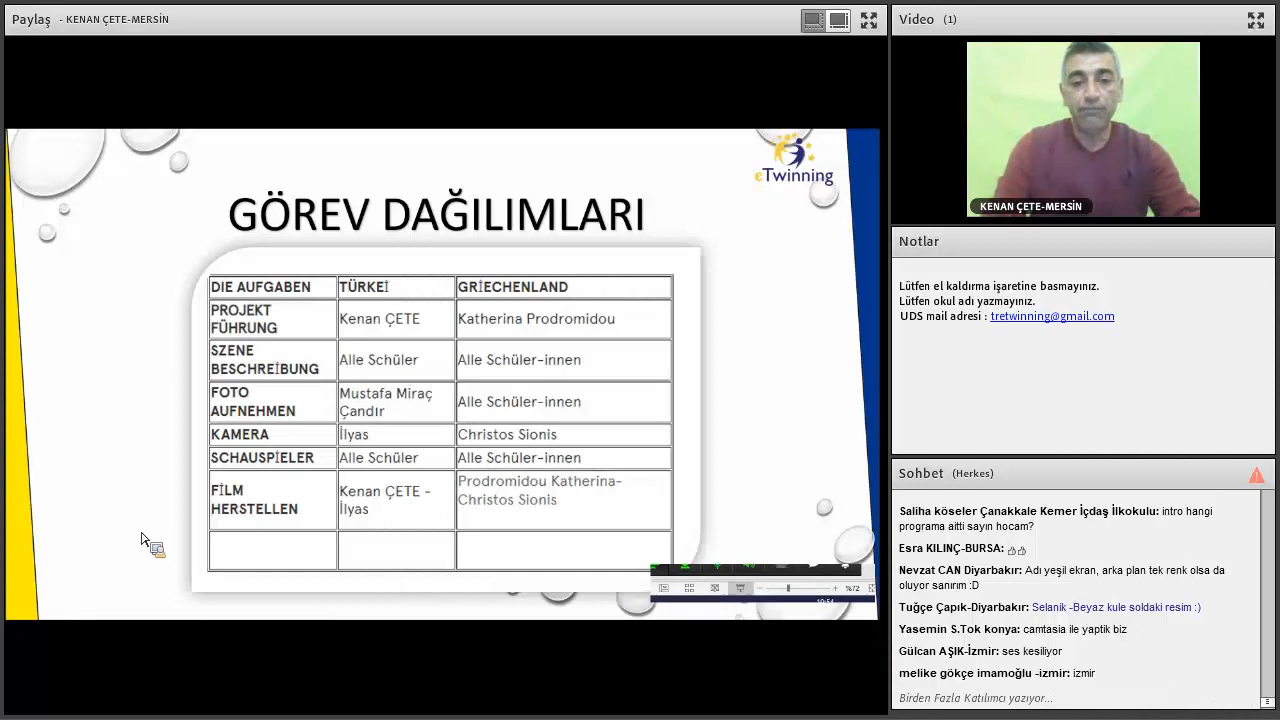 Paylaş - KENAN ÇETE-MERSİN
eTwinning
GÖREV DAĞILIMLARI
DIE AUFGABEN TÜRKEİ GRİECHENLAND
PROJEKT
FÜHRUNG
Kenan ÇETE
Katherina Prodromidou
SZENE
BESCHREİBUNG
Alle Schüler
Alle Schüler-innen
FOTO
AUFNEHMEN
Mustafa Miraç
Çandır
Alle Schüler-innen
KAMERA İlyas Christos Sionis
SCHAUSPİELER Alle Schüler Alle Schüler-innen
FİLM
HERSTELLEN
Kenan ÇETE -
İlyas
Prodromidou Katherina-
Christos Sionis
%72
Video (1)
KENAN ÇETE-MERSİN
Notlar
Lütfen el kaldırma işaretine basmayınız.
Lütfen okul adı yazmayınız.
UDS mail adresi : tretwinning@gmail.com
Sohbet (Herkes)
Saliha köseler Çanakkale Kemer İçdaş İlkokulu: intro hangi
programa aitti sayın hocam?
Esra KILINÇ-BURSA:
Nevzat CAN Diyarbakır: Adı yeşil ekran, arka plan tek renk olsa da
oluyor sanırım :D
Tuğçe Çapık-Diyarbakır: Selanik -Beyaz kule soldaki resim :)
Yasemin S.Tok konya: camtasia ile yaptik biz
Gülcan AŞIK-İzmir: ses kesiliyor
melike gökçe imamoğlu -izmir: izmir
Birden Fazla Katılımcı yazıyor...